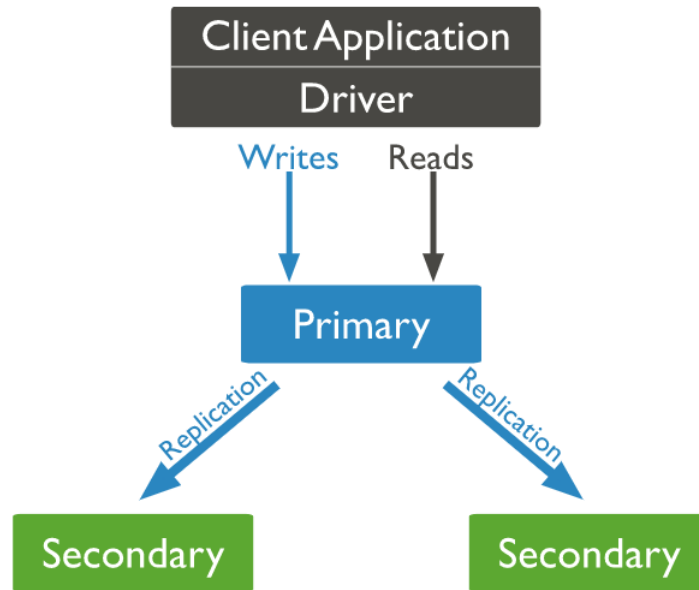 Client Application
Driver
Writes Reads
Primary
Replication Replication
Secondary Secondary